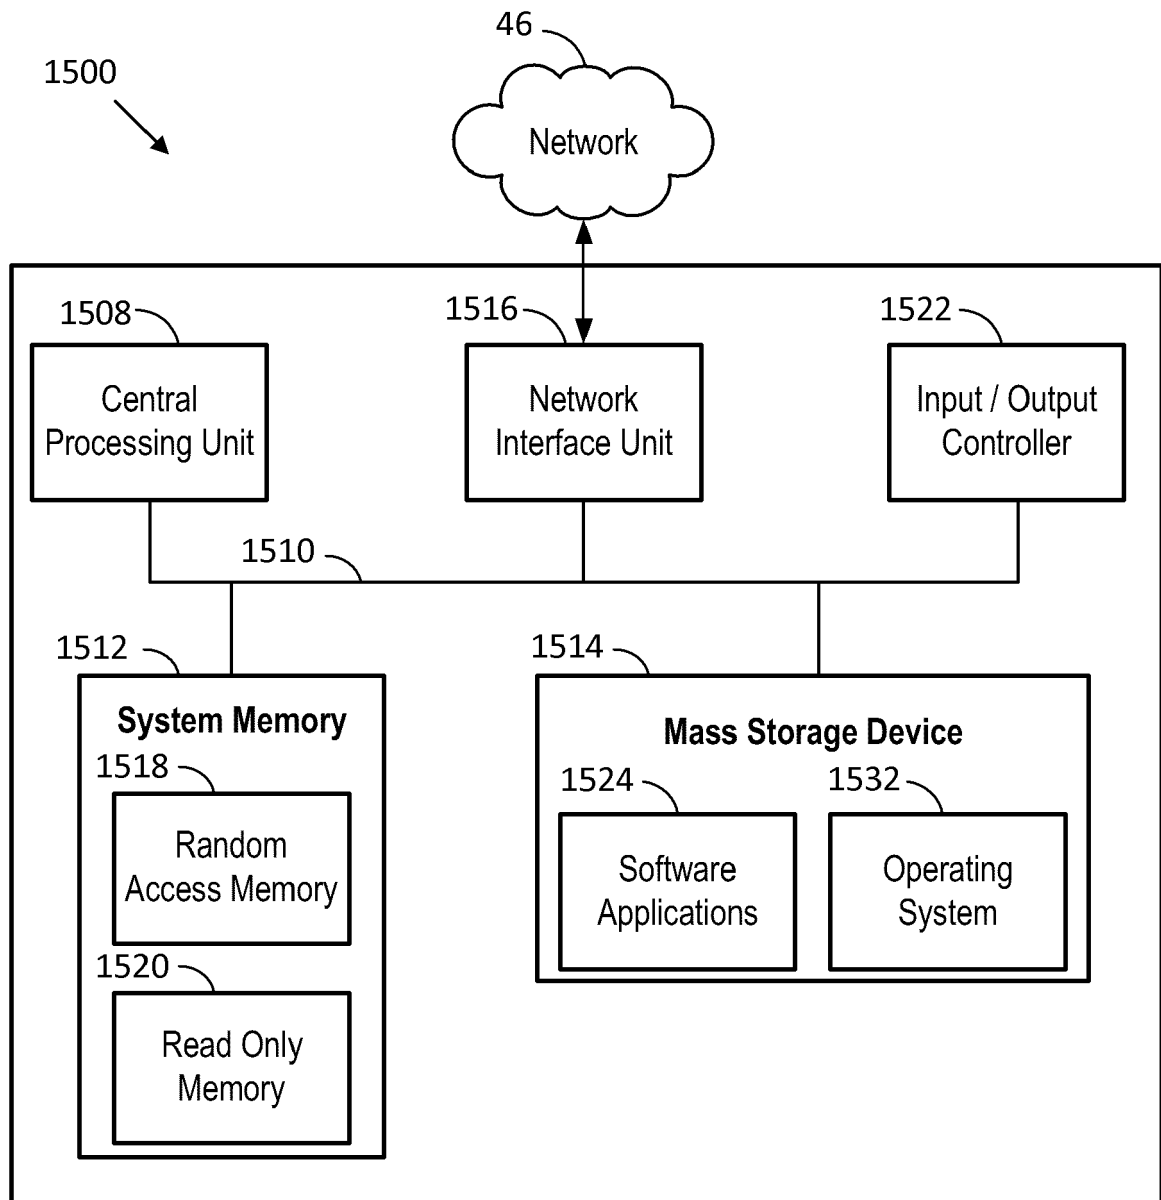 46
1500
Network
1508
1516
1522
Central
Processing Unit
Network
Interface Unit
Input / Output
Controller
1510
1512
System Memory
1518
Random
Access Memory
1520
Read Only
Memory
1514
Mass Storage Device
1524
Software
Applications
1532
Operating
System